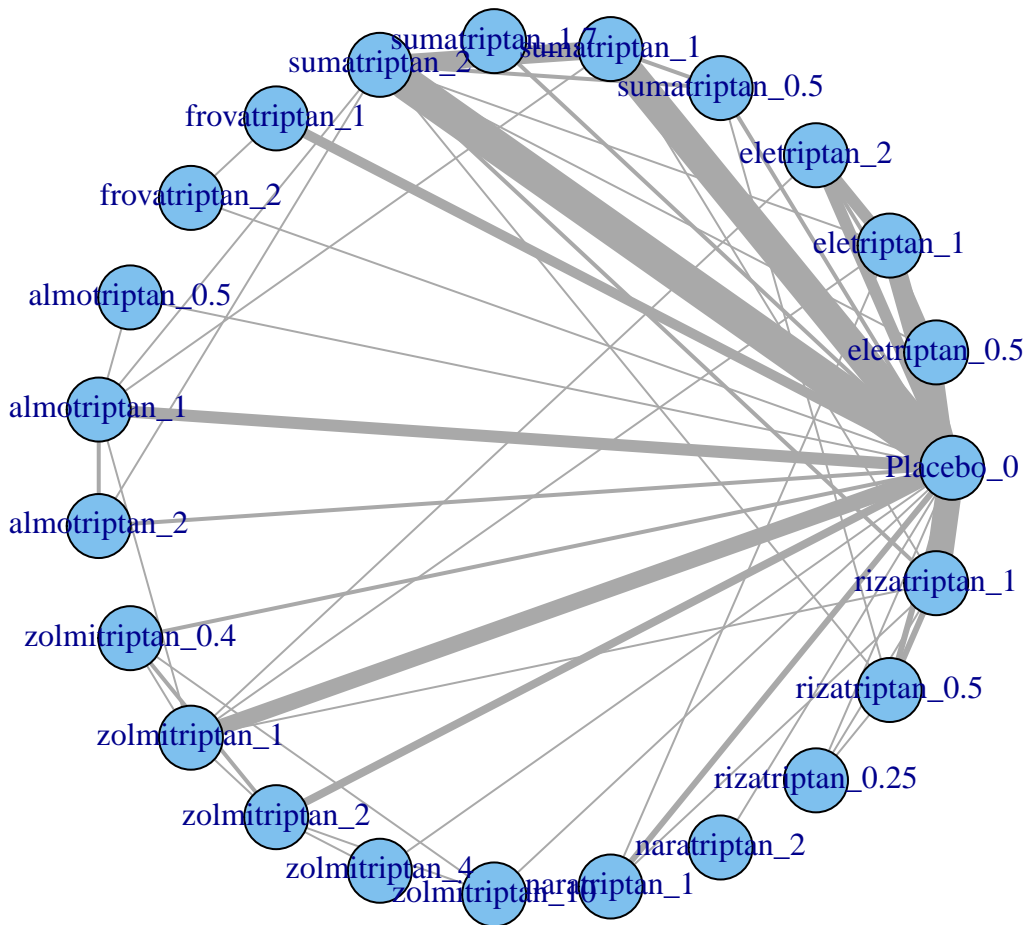 sumatriptan_1.7
sumatriptan_1
sumatriptan_2
sumatriptan_0.5
frovatriptan_1
eletriptan_2
frovatriptan_2
eletriptan_1
almotriptan_0.5
eletriptan_0.5
almotriptan_1
Placebo_0
almotriptan_2
rizatriptan_1
zolmitriptan_0.4
rizatriptan_0.5
zolmitriptan_1
rizatriptan_0.25
zolmitriptan_2
naratriptan_2
zolmitriptan_4
zolmitriptan_10
naratriptan_1